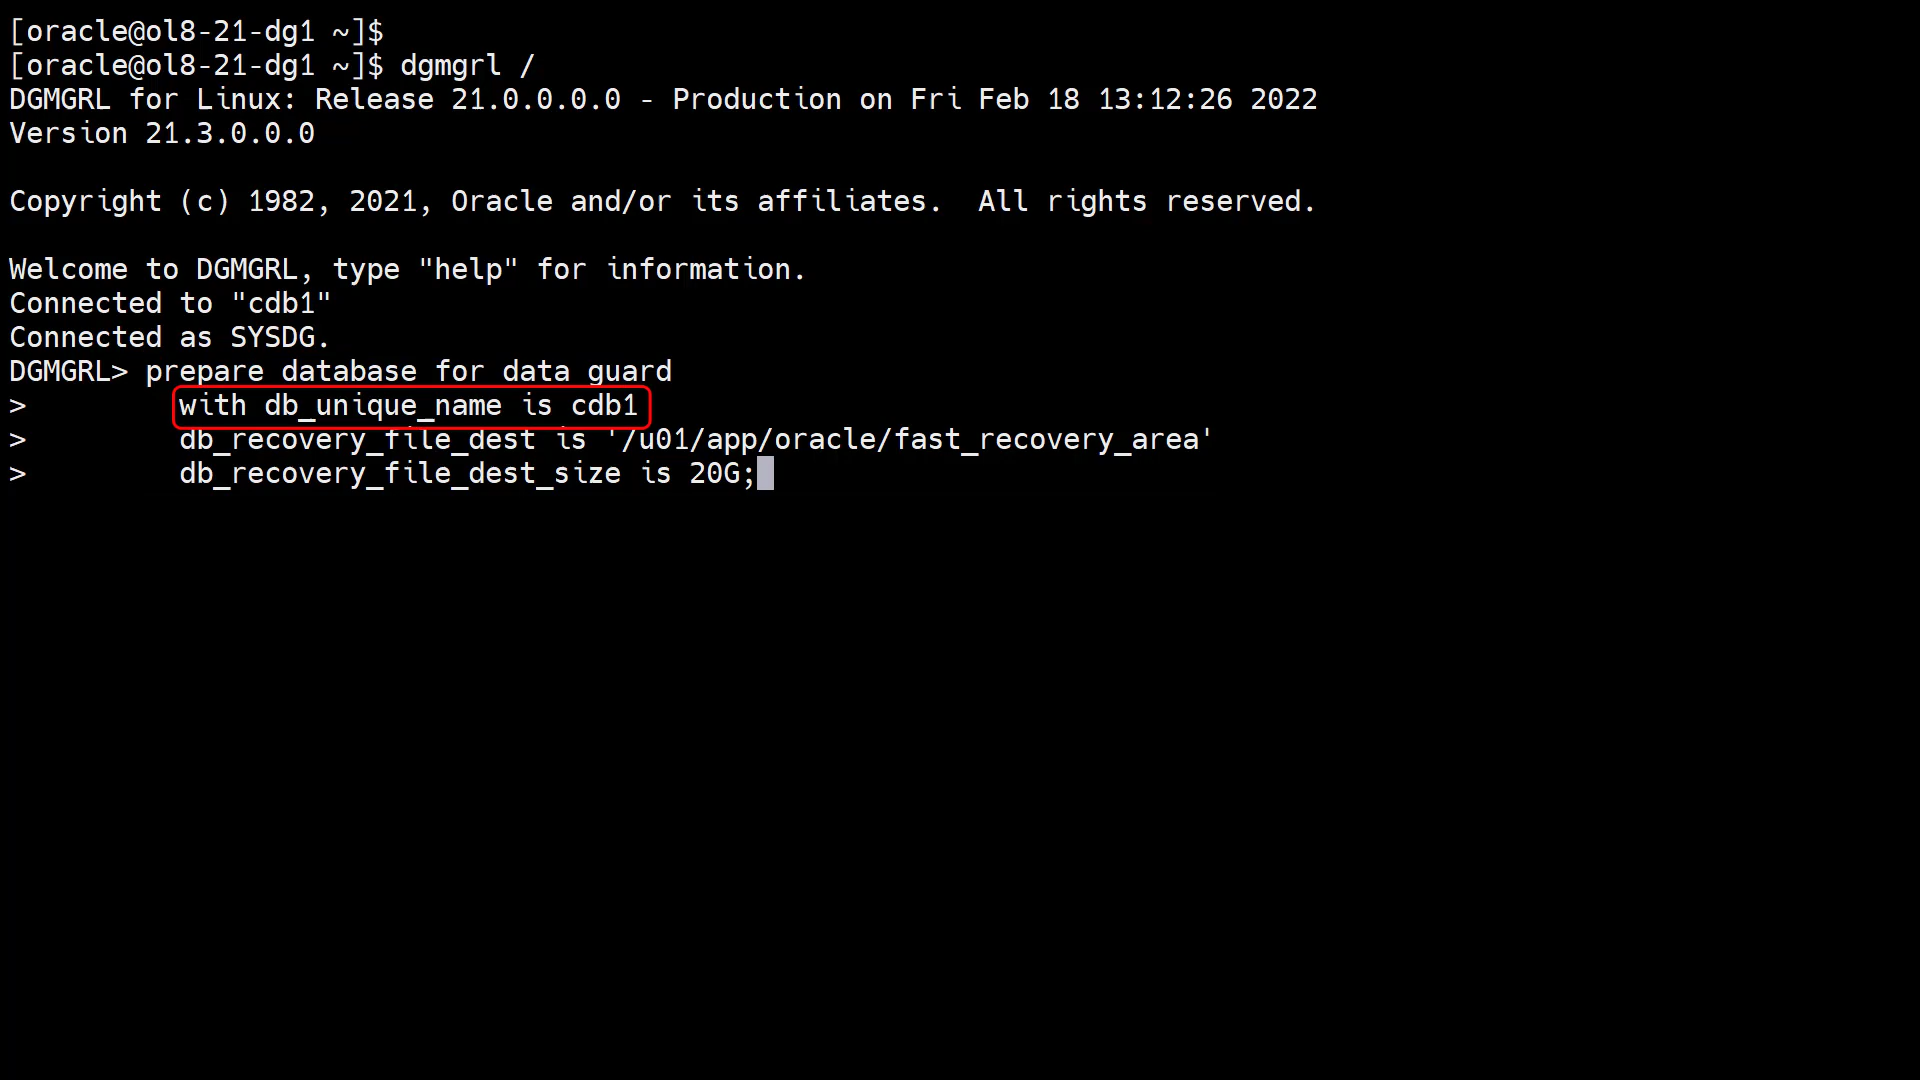 [oracle@ol8-21-dg1 ~]$
[oracle@ol8-21-dg1 ~]$ dgmgrl /
DGMGRL for Linux: Release 21.0.0.0.0 - Production on Fri Feb 18 13:12:26 2022
Version 21.3.0.0.0
Copyright (c) 1982, 2021, Oracle and/or its affiliates.  All rights reserved.
Welcome to DGMGRL, type "help" for information.
Connected to "cdb1"
Connected as SYSDG.
DGMGRL> prepare database for data guard
>         with db_unique_name is cdb1
>         db_recovery_file_dest is '/u01/app/oracle/fast_recovery_area'
>         db_recovery_file_dest_size is 20G;